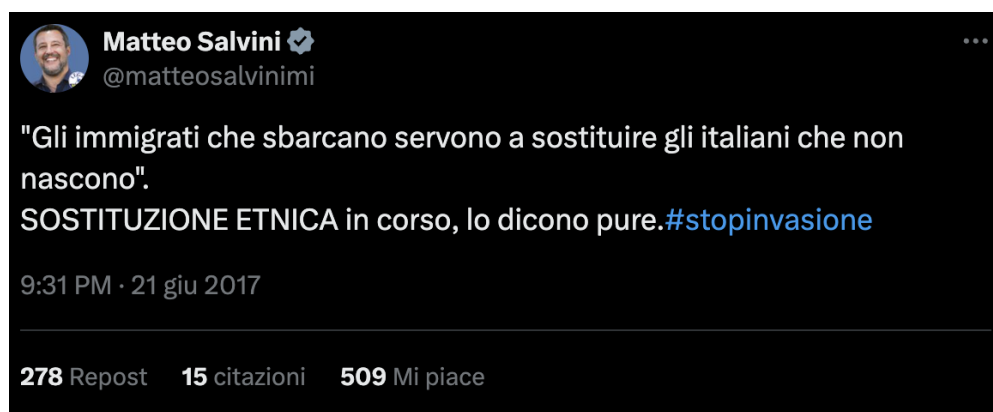 Matteo Salvini
@matteosalvinimi
"Gli immigrati che sbarcano servono a sostituire gli italiani che non
nascono".
SOSTITUZIONE ETNICA in corso, lo dicono pure.#stopinvasione
9:31 PM · 21 giu 2017
278 Repost 15 citazioni 509 Mi piace